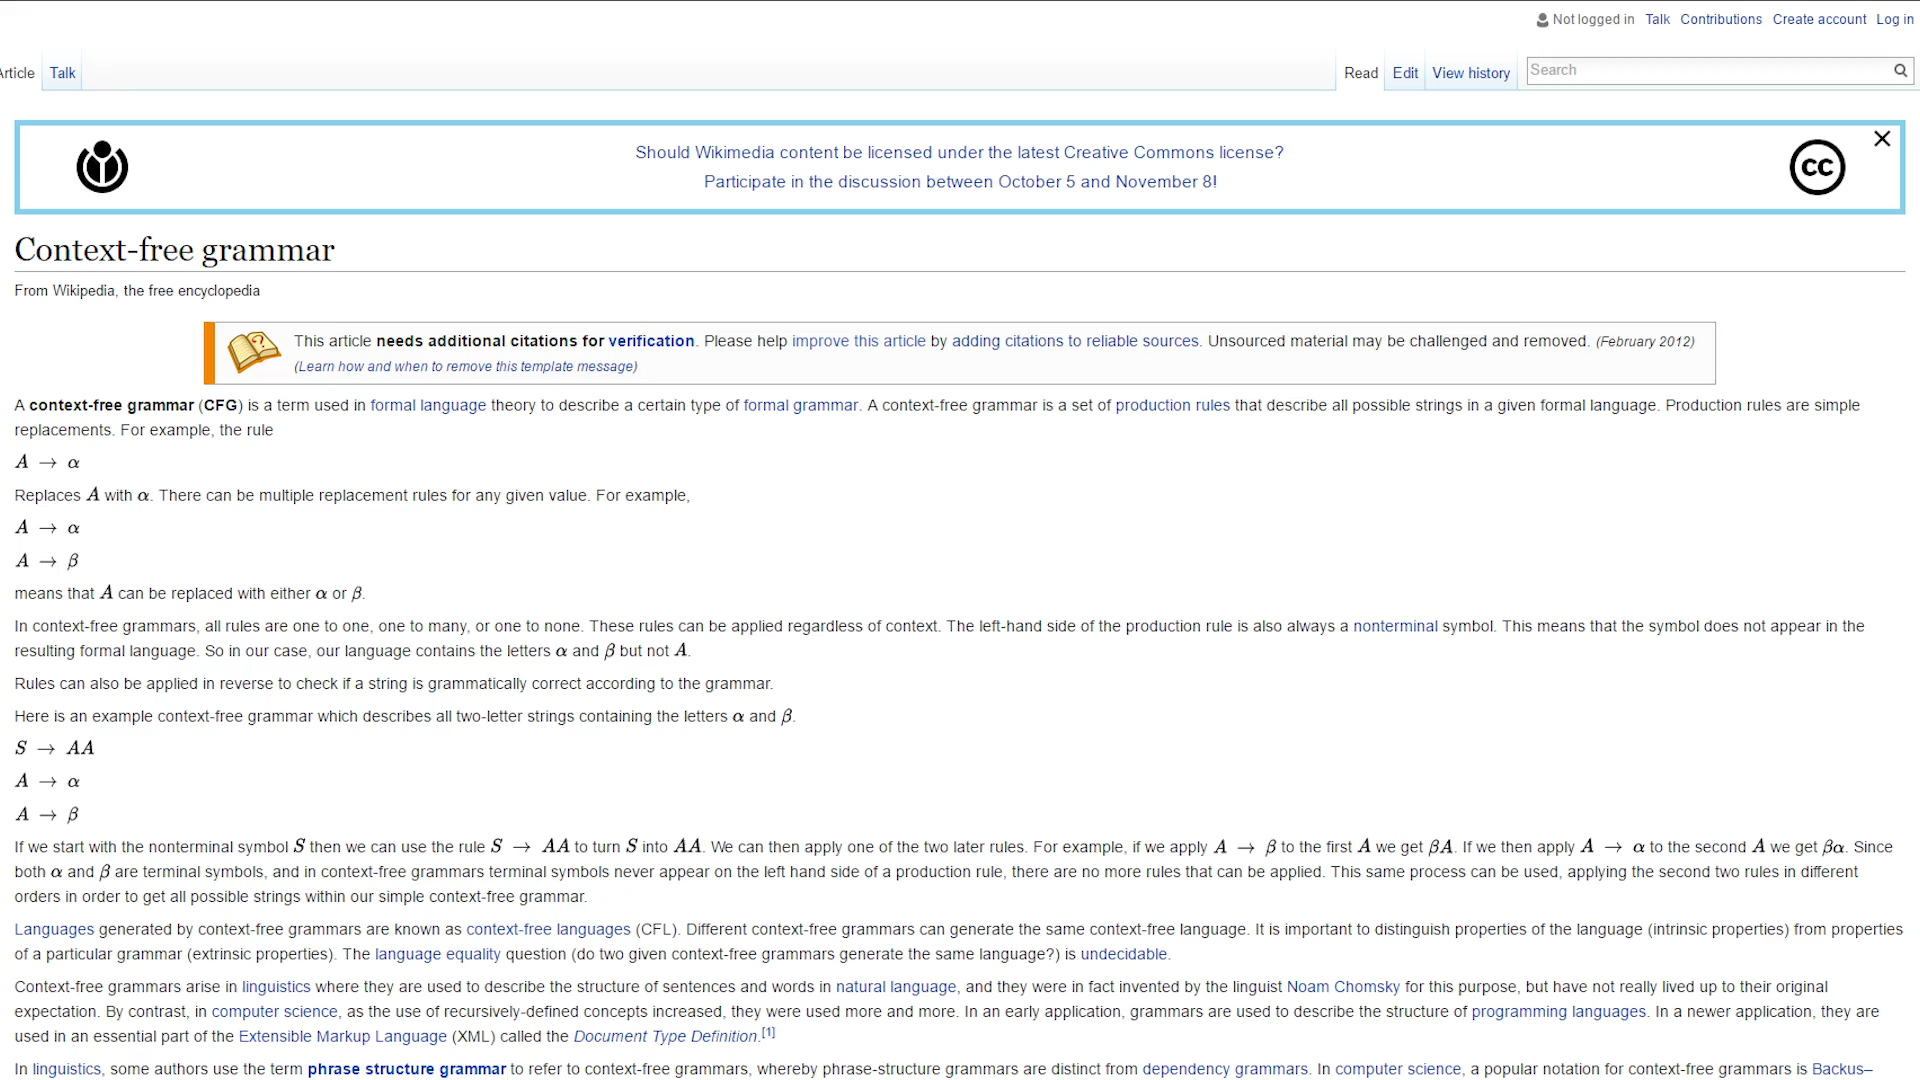 Not logged in Talk Contributions Create account Log in
Article Talk Read Edit View history Search
Should Wikimedia content be licensed under the latest Creative Commons license?
Participate in the discussion between October 5 and November 8!
cc
Context-free grammar
From Wikipedia, the free encyclopedia
This article needs additional citations for verification. Please help improve this article by adding citations to reliable sources. Unsourced material may be challenged and removed. (February 2012)
(Learn how and when to remove this template message)
A context-free grammar (CFG) is a term used in formal language theory to describe a certain type of formal grammar. A context-free grammar is a set of production rules that describe all possible strings in a given formal language. Production rules are simple
replacements. For example, the rule
A → α
Replaces A with α. There can be multiple replacement rules for any given value. For example,
A → α
A → β
means that A can be replaced with either α or β.
In context-free grammars, all rules are one to one, one to many, or one to none. These rules can be applied regardless of context. The left-hand side of the production rule is also always a nonterminal symbol. This means that the symbol does not appear in the
resulting formal language. So in our case, our language contains the letters α and β but not A.
Rules can also be applied in reverse to check if a string is grammatically correct according to the grammar.
Here is an example context-free grammar which describes all two-letter strings containing the letters α and β.
S → AA
A → α
A → β
If we start with the nonterminal symbol S then we can use the rule S → AA to turn S into AA. We can then apply one of the two later rules. For example, if we apply A → β to the first A we get βA. If we then apply A → α to the second A we get βα. Since
both α and β are terminal symbols, and in context-free grammars terminal symbols never appear on the left hand side of a production rule, there are no more rules that can be applied. This same process can be used, applying the second two rules in different
orders in order to get all possible strings within our simple context-free grammar.
Languages generated by context-free grammars are known as context-free languages (CFL). Different context-free grammars can generate the same context-free language. It is important to distinguish properties of the language (intrinsic properties) from properties
of a particular grammar (extrinsic properties). The language equality question (do two given context-free grammars generate the same language?) is undecidable.
Context-free grammars arise in linguistics where they are used to describe the structure of sentences and words in natural language, and they were in fact invented by the linguist Noam Chomsky for this purpose, but have not really lived up to their original
expectation. By contrast, in computer science, as the use of recursively-defined concepts increased, they were used more and more. In an early application, grammars are used to describe the structure of programming languages. In a newer application, they are
used in an essential part of the Extensible Markup Language (XML) called the Document Type Definition.[1]
In linguistics, some authors use the term phrase structure grammar to refer to context-free grammars, whereby phrase-structure grammars are distinct from dependency grammars. In computer science, a popular notation for context-free grammars is Backus–